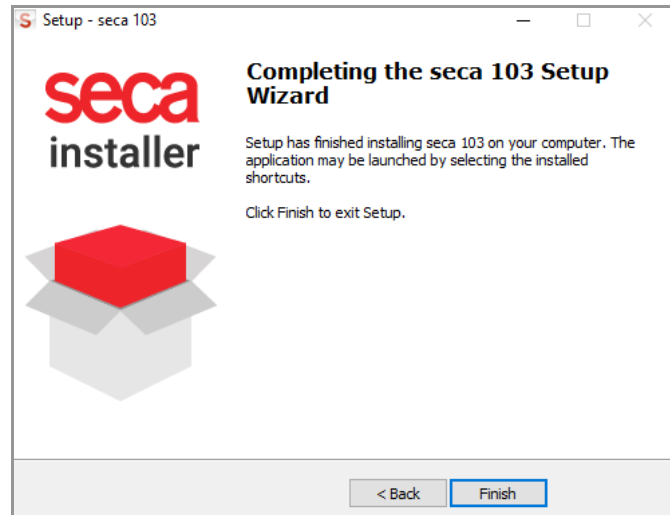 Setup - seca 103
seca
installer
Completing the seca 103 Setup
Wizard
Setup has finished installing seca 103 on your computer. The
application may be launched by selecting the installed
shortcuts.
Click Finish to exit Setup.
< Back
Finish